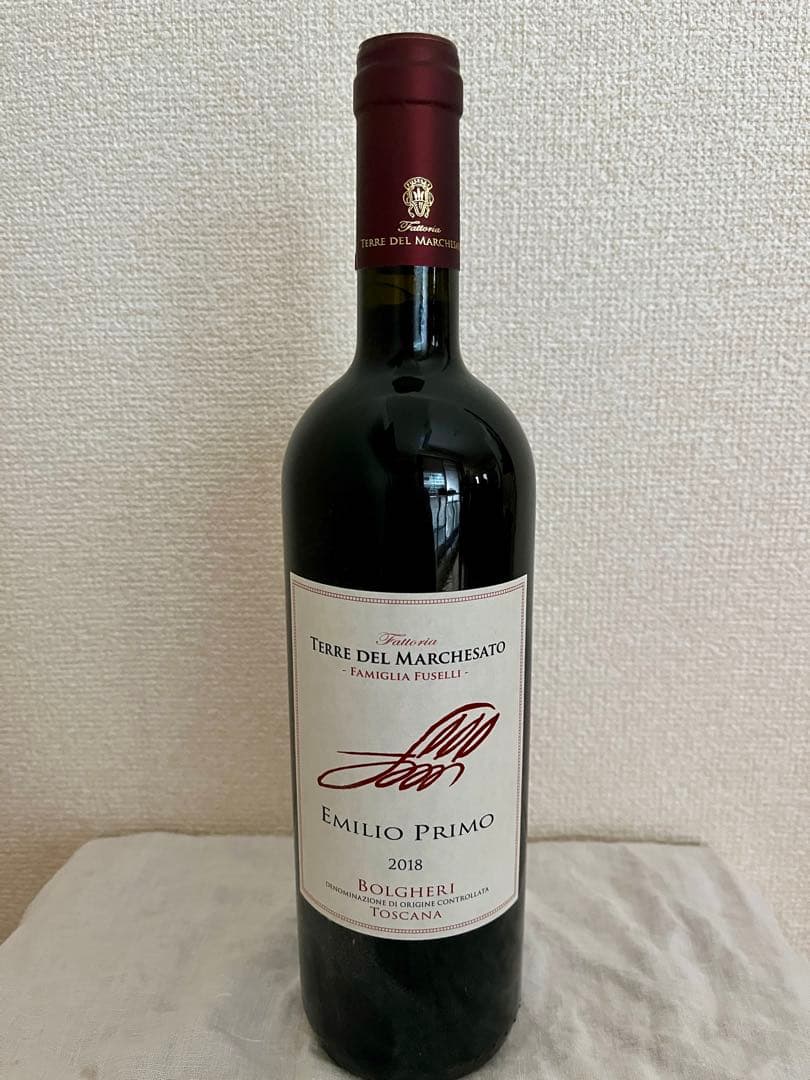 Fattoria
TERRE DEL MARCHESATO
Fattoria
TERRE DEL MARCHESATO
- FAMIGLIA FUSELLI -
EMILIO PRIMO
2018
BOLGHERI
DENOMINAZIONE DI ORIGINE CONTROLLATA
TOSCANA